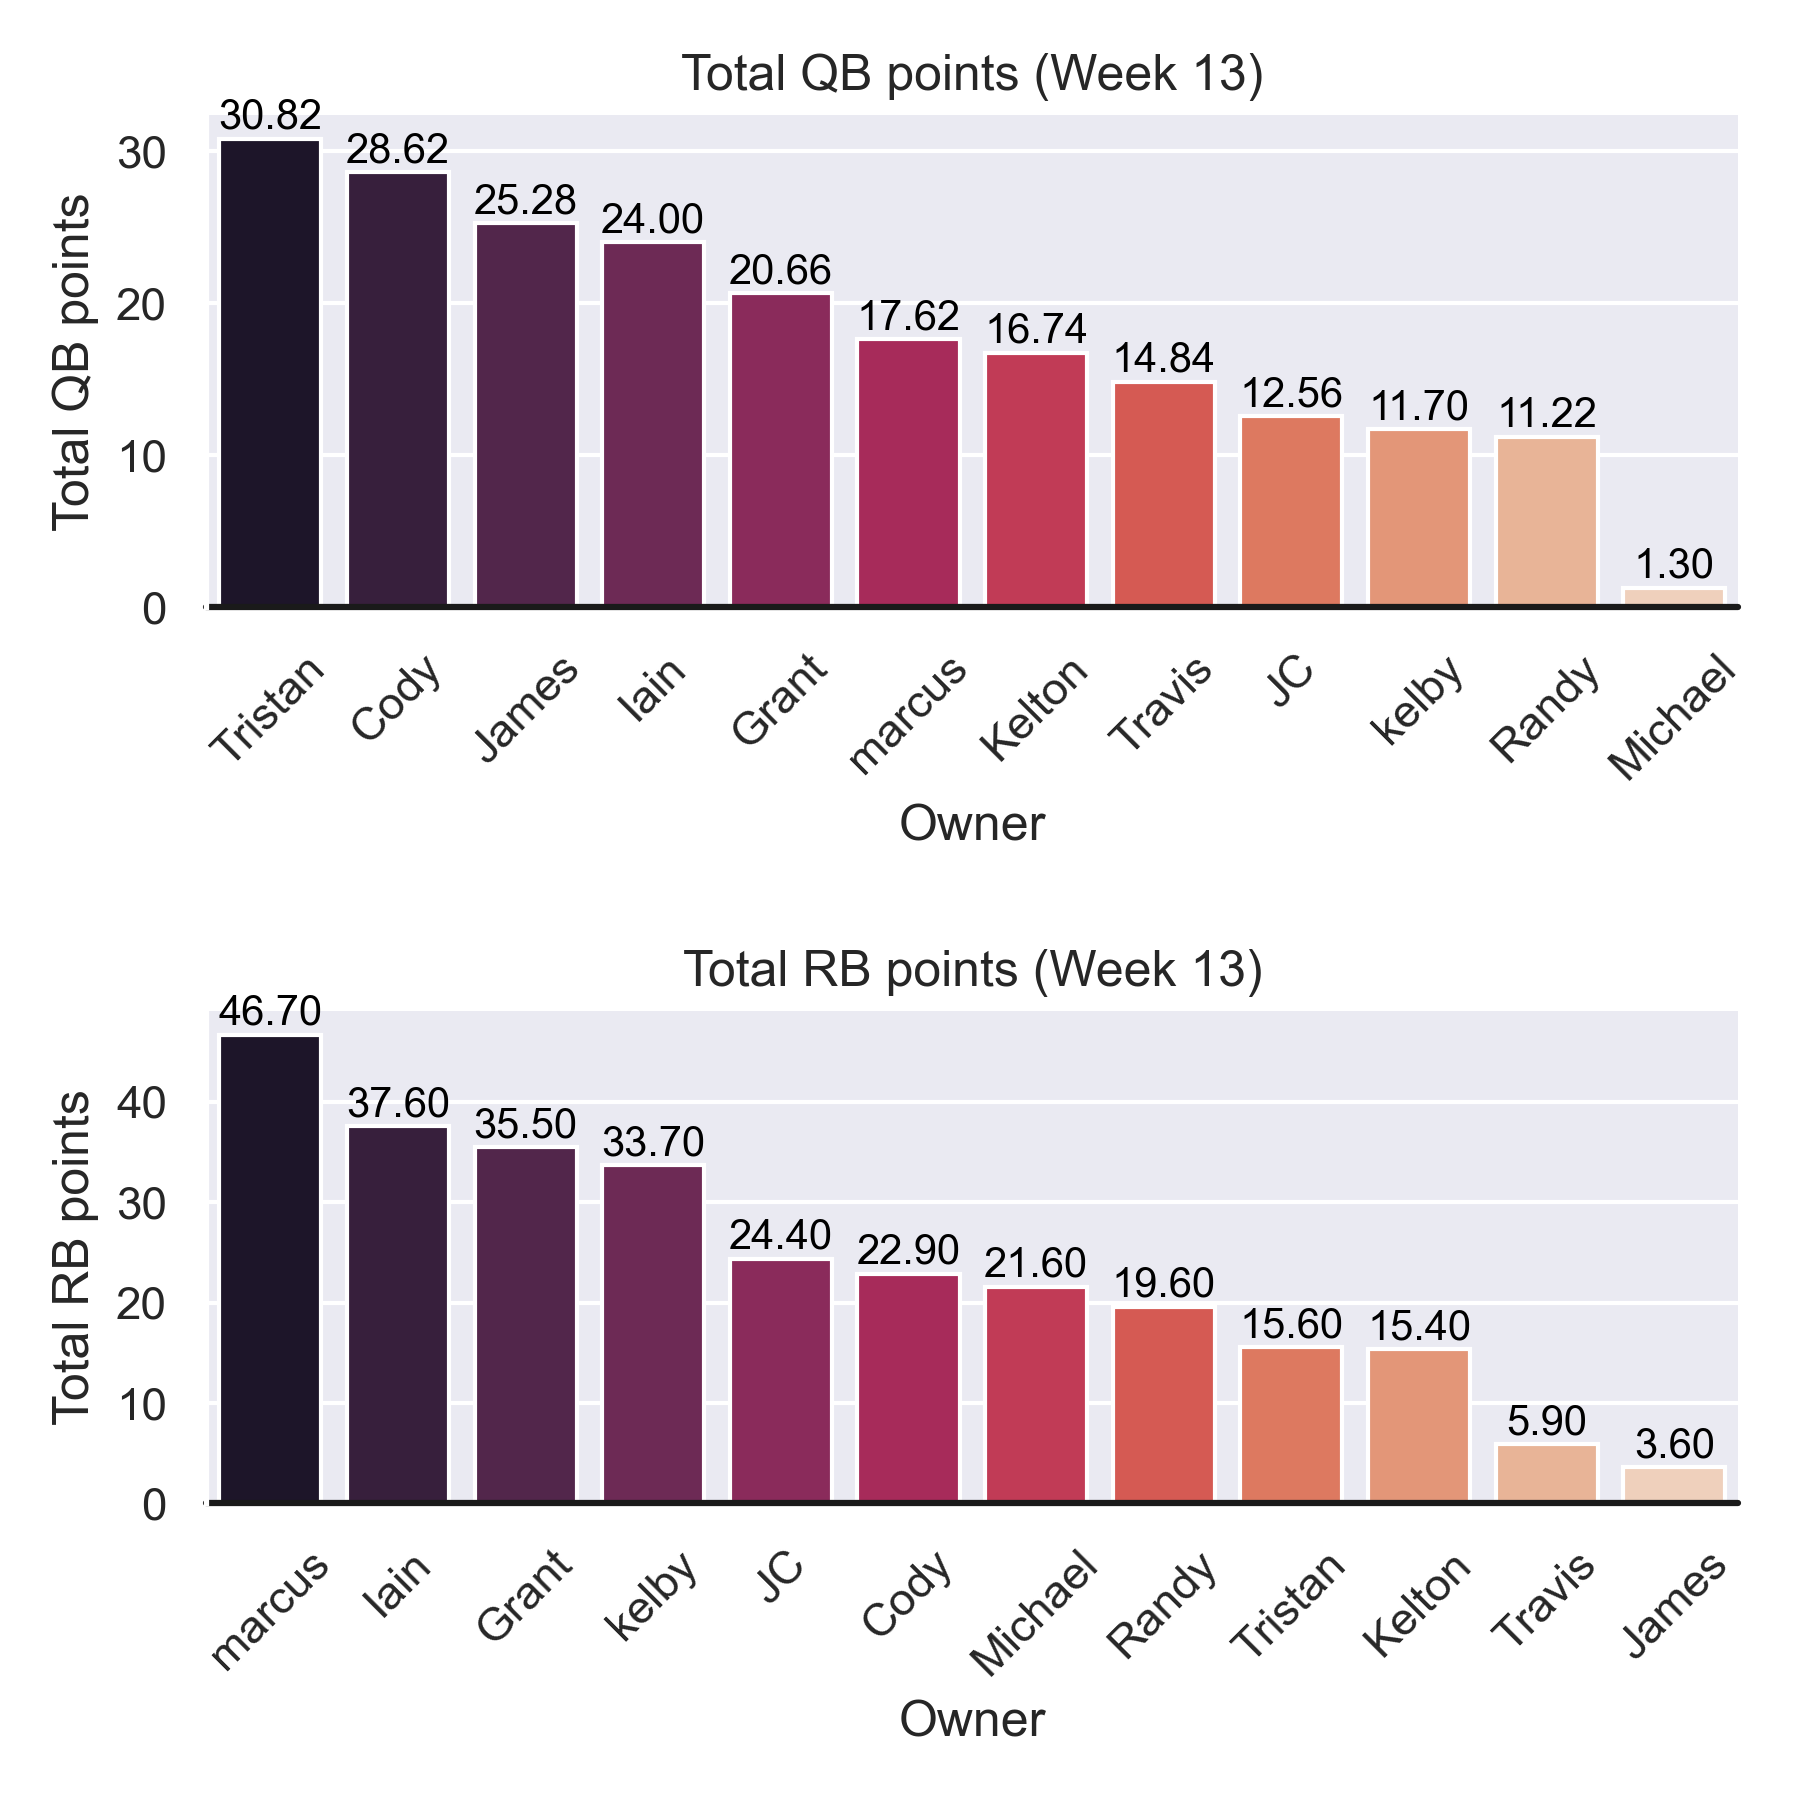 Total QB points (Week 13)
30.82
28.62
25.28
24.00
20.66
17.62
16.74
14.84
12.56
11.70
11.22
1.30
30
20
10
0
Total QB points
Tristan
Cody
James
Iain
Grant
marcus
Kelton
Travis
JC
kelby
Randy
Michael
Owner
Total RB points (Week 13)
46.70
37.60
35.50
33.70
24.40
22.90
21.60
19.60
15.60
15.40
5.90
3.60
40
30
20
10
0
Total RB points
marcus
Iain
Grant
kelby
JC
Cody
Michael
Randy
Tristan
Kelton
Travis
James
Owner